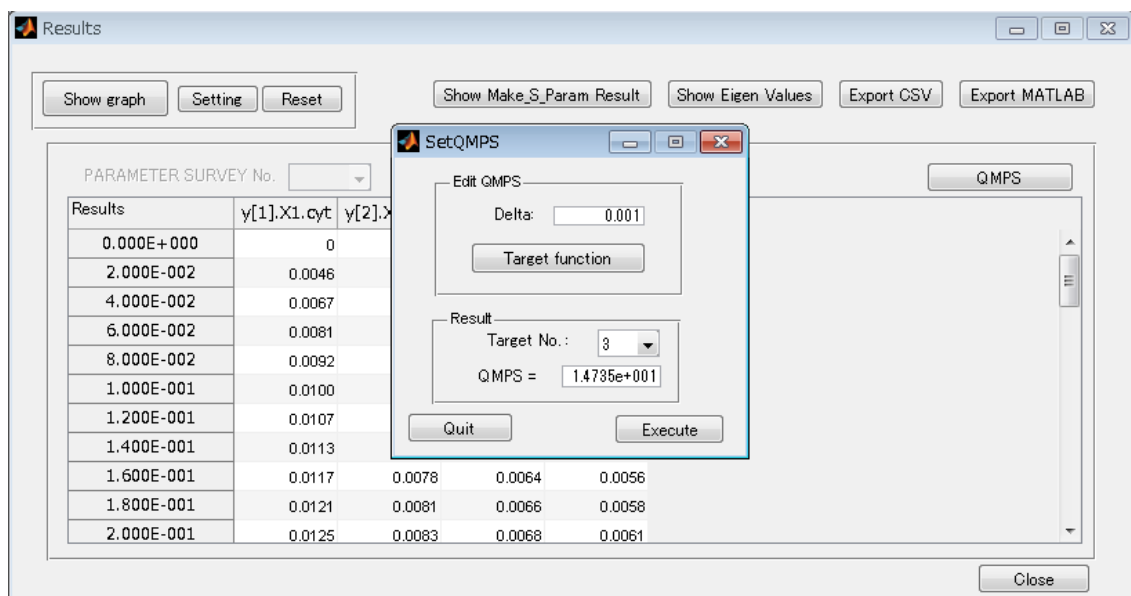 Results
Show graph Setting Reset Show Make_S_Param Result Show Eigen Values Export CSV Export MATLAB
SetQMPS
PARAMETER SURVEY No. QMPS
Edit QMPS
Delta: 0.001
Target function
Result
Target No.: 3
QMPS = 1.4735e+001
Quit Execute
Results y[1].X1.cyt y[2].X
0.000E+000 0
2.000E-002 0.0046
4.000E-002 0.0067
6.000E-002 0.0081
8.000E-002 0.0092
1.000E-001 0.0100
1.200E-001 0.0107
1.400E-001 0.0113
1.600E-001 0.0117 0.0078 0.0064 0.0056
1.800E-001 0.0121 0.0081 0.0066 0.0058
2.000E-001 0.0125 0.0083 0.0068 0.0061
Close